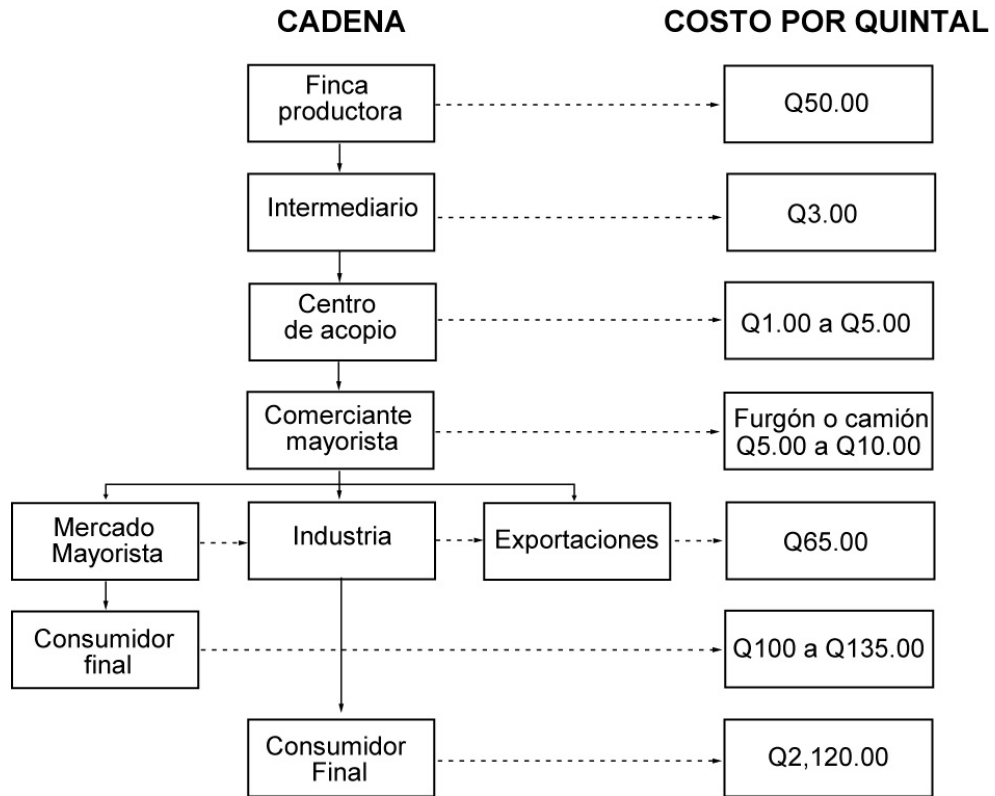 CADENA
COSTO POR QUINTAL
Finca
productora
Q50.00
Intermediario
Q3.00
Centro
de acopio
Q1.00 a Q5.00
Comerciante
mayorista
Furgón o camión
Q5.00 a Q10.00
Mercado
Mayorista
Industria
Exportaciones
Q65.00
Consumidor
final
Q100 a Q135.00
Consumidor
Final
Q2,120.00